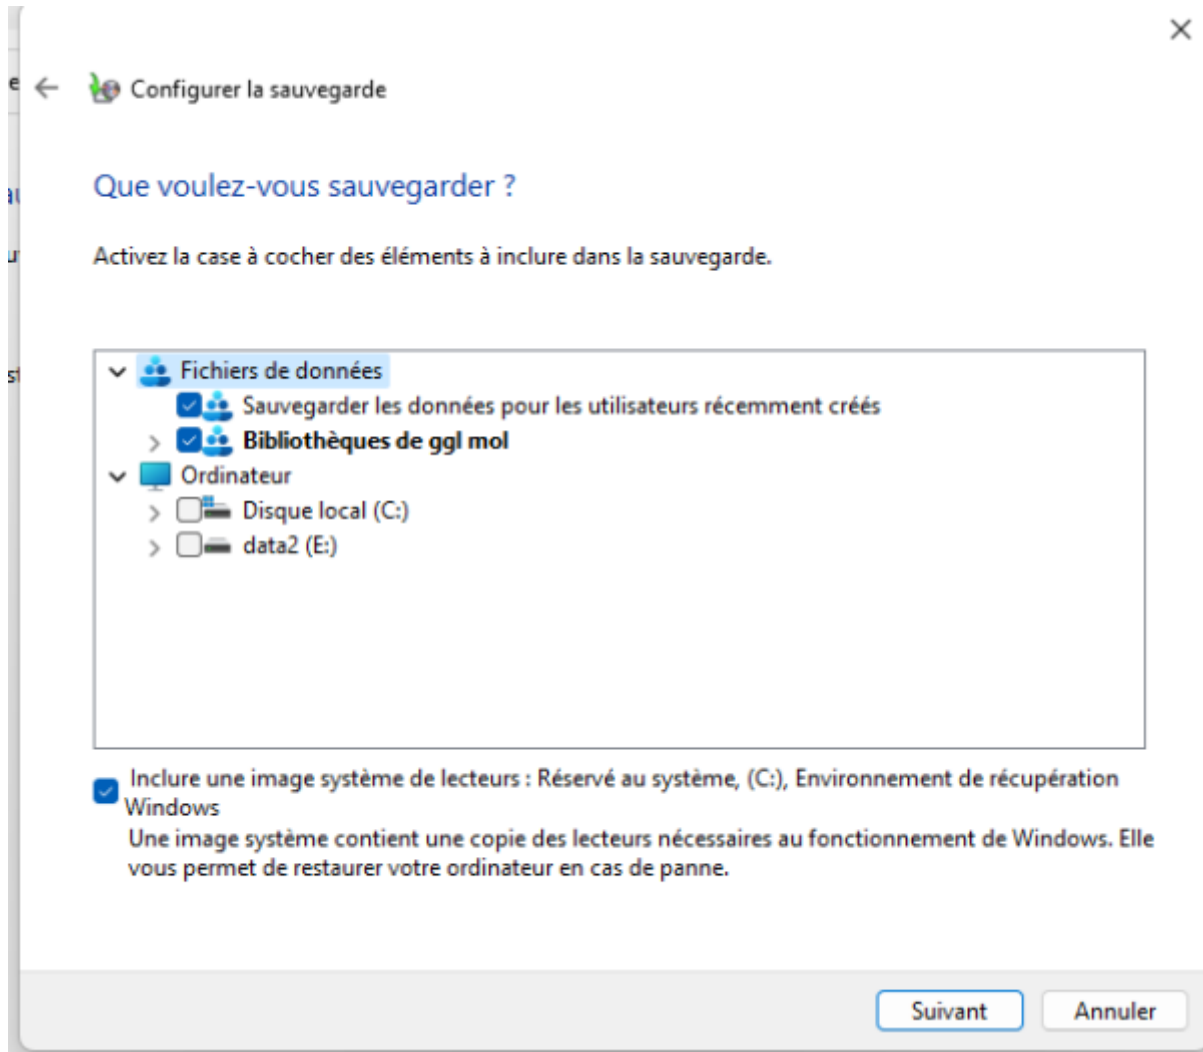 Configurer la sauvegarde
Que voulez-vous sauvegarder ?
Activez la case à cocher des éléments à inclure dans la sauvegarde.
Fichiers de données
Sauvegarder les données pour les utilisateurs récemment créés
Bibliothèques de ggl mol
Ordinateur
Disque local (C:)
data2 (E:)
Inclure une image système de lecteurs : Réservé au système, (C:), Environnement de récupération
Windows
Une image système contient une copie des lecteurs nécessaires au fonctionnement de Windows. Elle
vous permet de restaurer votre ordinateur en cas de panne.
Suivant
Annuler